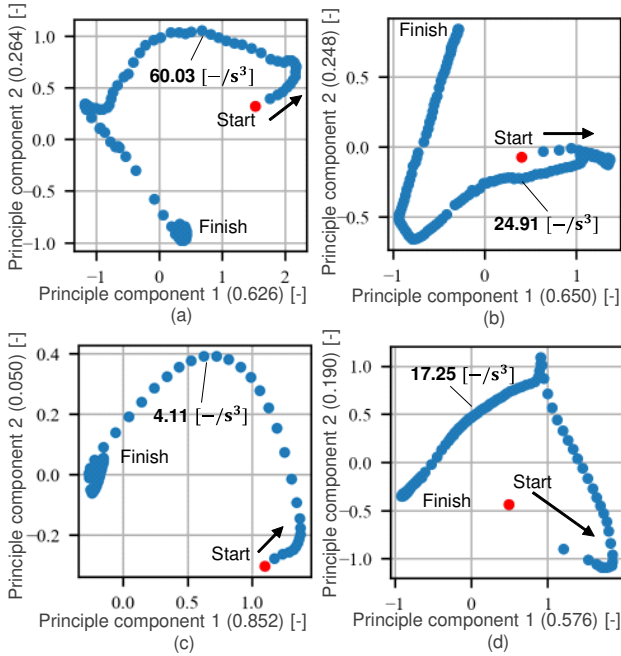 Principle component 2 (0.264) [-]
1.0
0.5
0.0
−0.5
−1.0
60.03 [−/s³]
Start
Finish
−1
0
1
2
Principle component 1 (0.626) [-]
(a)
Principle component 2 (0.248) [-]
0.5
0.0
−0.5
Finish
Start
24.91 [−/s³]
−1
0
1
Principle component 1 (0.650) [-]
(b)
Principle component 2 (0.050) [-]
0.4
0.2
0.0
−0.2
4.11 [−/s³]
Finish
Start
0.0
0.5
1.0
Principle component 1 (0.852) [-]
(c)
Principle component 2 (0.190) [-]
1.0
0.5
0.0
−0.5
−1.0
17.25 [−/s³]
Start
Finish
−1
0
1
Principle component 1 (0.576) [-]
(d)